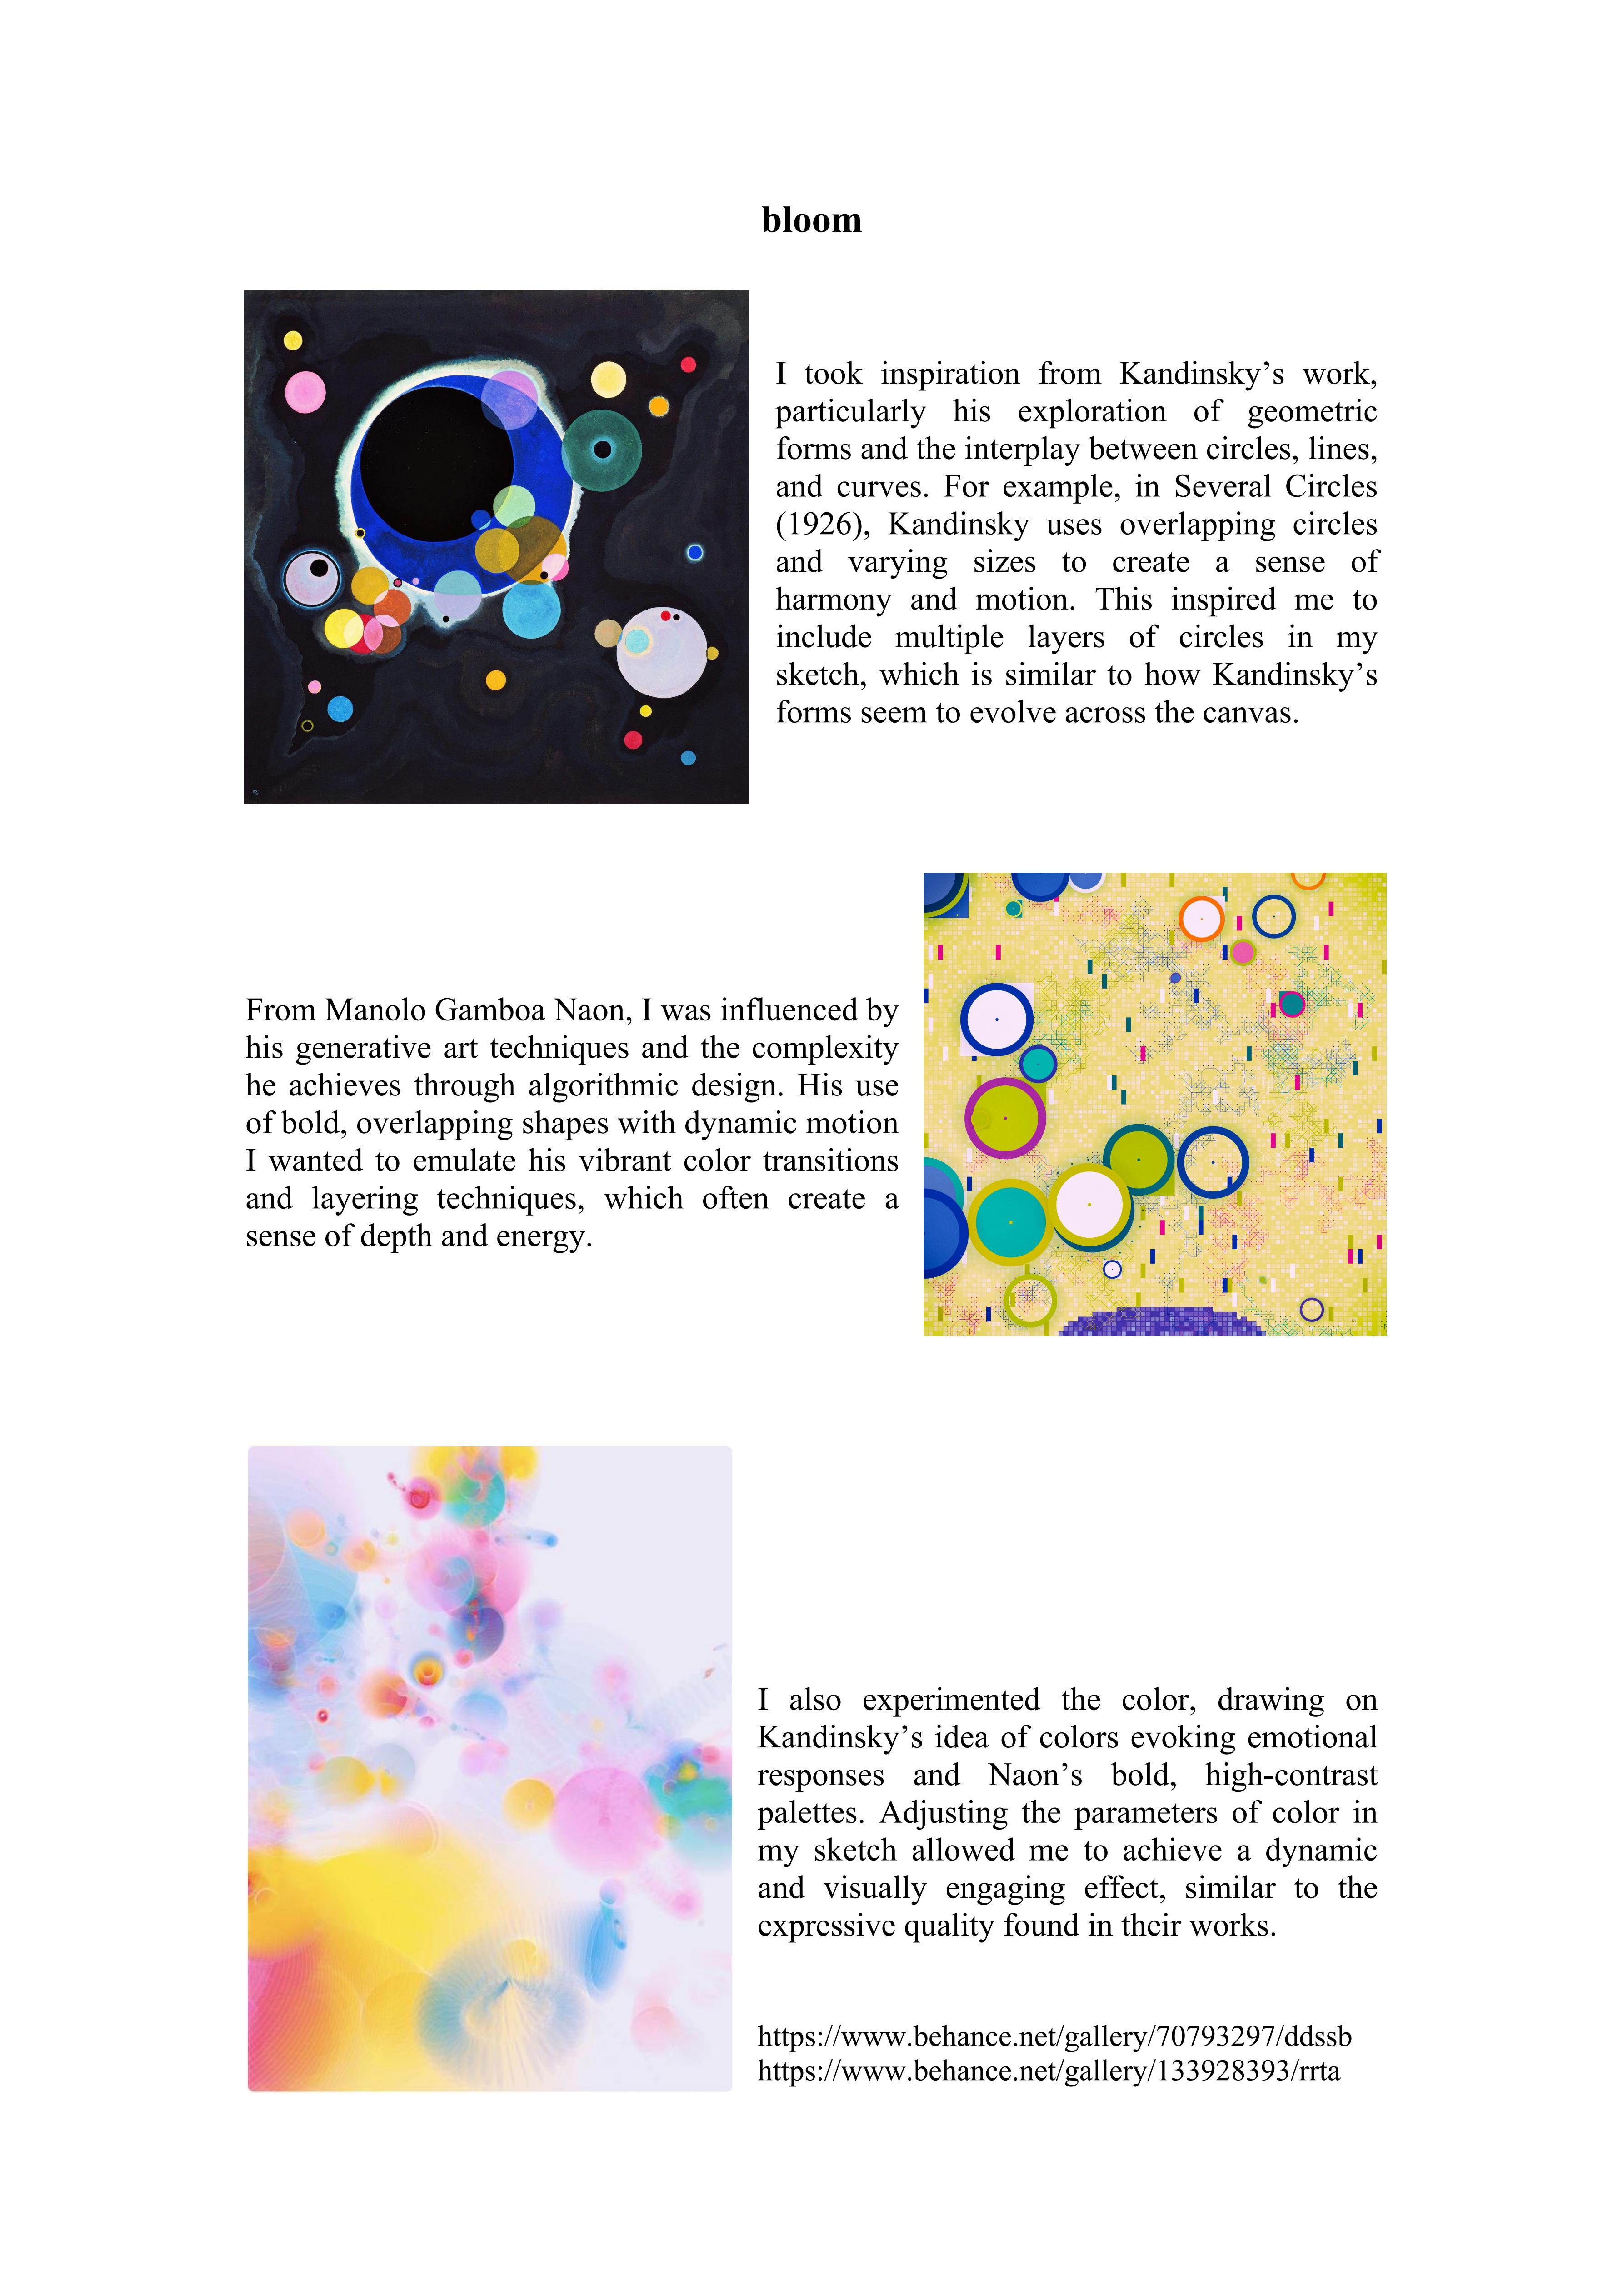 bloom
I took inspiration from Kandinsky’s work,
particularly his exploration of geometric
forms and the interplay between circles, lines,
and curves. For example, in Several Circles
(1926), Kandinsky uses overlapping circles
and varying sizes to create a sense of
harmony and motion. This inspired me to
include multiple layers of circles in my
sketch, which is similar to how Kandinsky’s
forms seem to evolve across the canvas.
From Manolo Gamboa Naon, I was influenced by
his generative art techniques and the complexity
he achieves through algorithmic design. His use
of bold, overlapping shapes with dynamic motion
I wanted to emulate his vibrant color transitions
and layering techniques, which often create a
sense of depth and energy.
I also experimented the color, drawing on
Kandinsky’s idea of colors evoking emotional
responses and Naon’s bold, high-contrast
palettes. Adjusting the parameters of color in
my sketch allowed me to achieve a dynamic
and visually engaging effect, similar to the
expressive quality found in their works.
https://www.behance.net/gallery/70793297/ddssb
https://www.behance.net/gallery/133928393/rrta